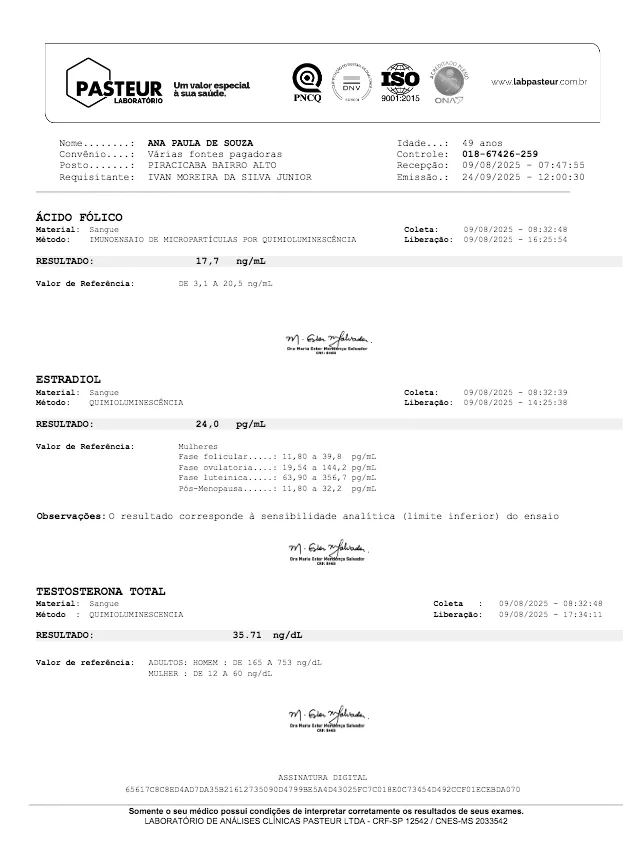 PASTEUR
LABORATÓRIO
Um valor especial
à sua saúde.
PNCQ
DNV
ISO
9001:2015
ACREDITADO PLENO
ONA
www.labpasteur.com.br
Nome.......: ANA PAULA DE SOUZA Idade...: 49 anos
Convênio....: Várias fontes pagadoras Controle: 018-67426-259
Posto.......: PIRACICABA BAIRRO ALTO Recepção: 09/08/2025 - 07:47:55
Requisitante: IVAN MOREIRA DA SILVA JUNIOR Emissão.: 24/09/2025 - 12:00:30
ÁCIDO FÓLICO
Material: Sangue Coleta: 09/08/2025 - 08:32:48
Método: IMUNOENSAIO DE MICROPARTÍCULAS POR QUIMIOLUMINESCÊNCIA Liberação: 09/08/2025 - 16:25:54
RESULTADO: 17,7 ng/mL
Valor de Referência: DE 3,1 A 20,5 ng/mL
Dra Maria Ester Mendonça Salvador
ESTRADIOL
Material: Sangue Coleta: 09/08/2025 - 08:32:39
Método: QUIMIOLUMINESCÊNCIA Liberação: 09/08/2025 - 14:25:38
RESULTADO: 24,0 pg/mL
Valor de Referência: Mulheres
Fase folicular.....: 11,80 a 39,8 pg/mL
Fase ovulatoria....: 19,54 a 144,2 pg/mL
Fase luteinica.....: 63,90 a 356,7 pg/mL
Pós-Menopausa......: 11,80 a 32,2 pg/mL
Observações: O resultado corresponde à sensibilidade analítica (limite inferior) do ensaio
Dra Maria Ester Mendonça Salvador
TESTOSTERONA TOTAL
Material: Sangue Coleta : 09/08/2025 - 08:32:48
Método : QUIMIOLUMINESCENCIA Liberação: 09/08/2025 - 17:34:11
RESULTADO: 35.71 ng/dL
Valor de referência: ADULTOS: HOMEM : DE 165 A 753 ng/dL
MULHER : DE 12 A 60 ng/dL
Dra Maria Ester Mendonça Salvador
ASSINATURA DIGITAL
65617C8C8ED4AD7DA35B21612735090D4799BE5A4D43025FC7C018E0C73454D492CCF01ECEBDA070
Somente o seu médico possui condições de interpretar corretamente os resultados de seus exames.
LABORATÓRIO DE ANÁLISES CLÍNICAS PASTEUR LTDA - CRF-SP 12542 / CNES-MS 2033542